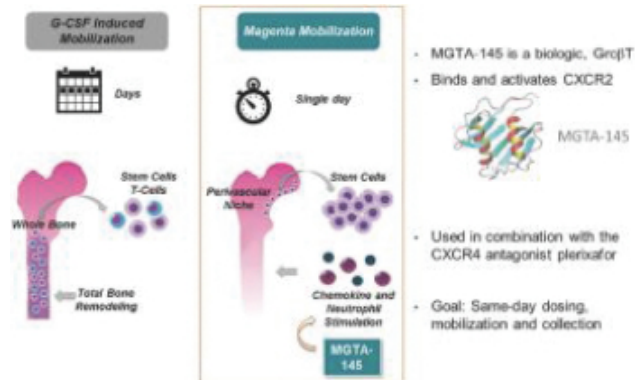 G-CSF Induced
Mobilization
Days
Stem Cells
T-Cells
Whole Bone
Total Bone
Remodeling
Magenta Mobilization
Single day
Perivascular
Niche
Stem Cells
Chemokine and
Neutrophil
Stimulation
MGTA-
145
- MGTA-145 is a biologic, GroβT
- Binds and activates CXCR2
MGTA-145
- Used in combination with the
CXCR4 antagonist plerixafor
- Goal: Same-day dosing,
mobilization and collection